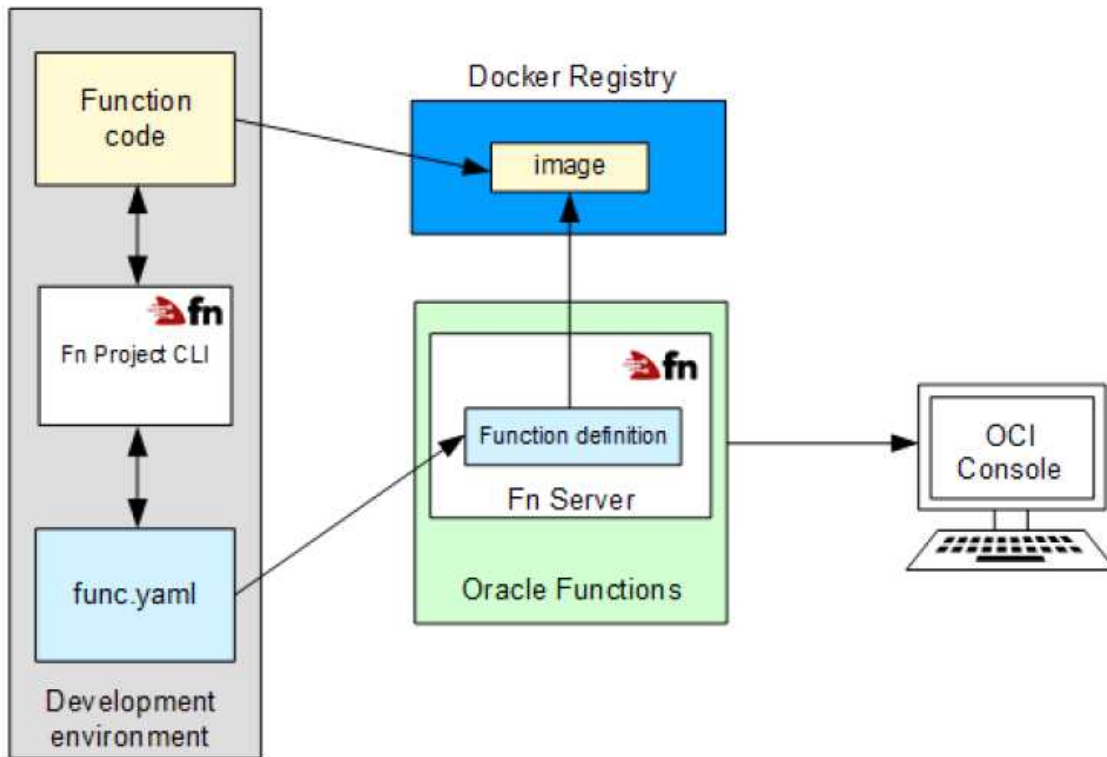 Function
code
fn
Fn Project CLI
func.yaml
Development
environment
Docker Registry
image
fn
Function definition
Fn Server
Oracle Functions
OCI
Console